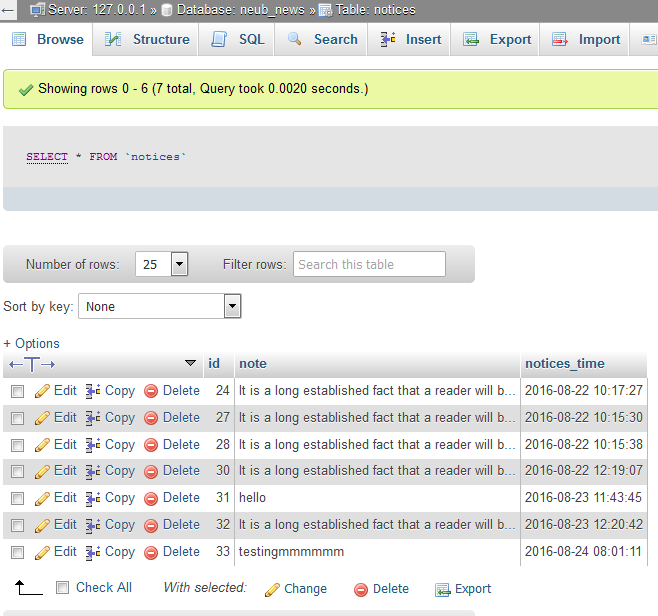 Server: 127.0.0.1 » Database: neub_news » Table: notices
Browse Structure SQL Search Insert Export Import
Showing rows 0 - 6 (7 total, Query took 0.0020 seconds.)
SELECT * FROM `notices`
Number of rows: 25 Filter rows: Search this table
Sort by key: None
+ Options
←T→ id note notices_time
Edit Copy Delete 24 It is a long established fact that a reader will b... 2016-08-22 10:17:27
Edit Copy Delete 27 It is a long established fact that a reader will b... 2016-08-22 10:15:30
Edit Copy Delete 28 It is a long established fact that a reader will b... 2016-08-22 10:15:38
Edit Copy Delete 30 It is a long established fact that a reader will b... 2016-08-22 12:19:07
Edit Copy Delete 31 hello 2016-08-23 11:43:45
Edit Copy Delete 32 It is a long established fact that a reader will b... 2016-08-23 12:20:42
Edit Copy Delete 33 testingmmmmmm 2016-08-24 08:01:11
Check All With selected: Change Delete Export